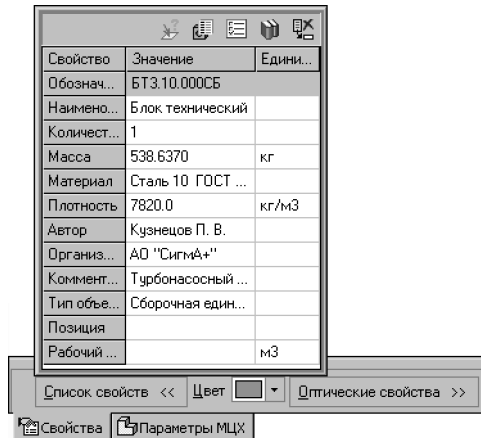 Свойство Значение Едини...
Обознач... БТ3.10.000СБ
Наимено... Блок технический
Количест... 1
Масса 538.6370 кг
Материал Сталь 10 ГОСТ ...
Плотность 7820.0 кг/м3
Автор Кузнецов П. В.
Организ... АО "СигмА+"
Коммент... Турбонасосный ...
Тип объе... Сборочная един...
Позиция
Рабочий ... м3
Список свойств << Цвет Оптические свойства >>
Свойства Параметры МЦХ